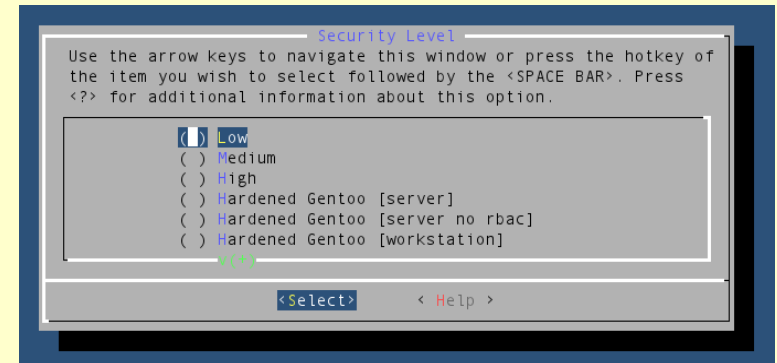 Security Level
Use the arrow keys to navigate this window or press the hotkey of
the item you wish to select followed by the <SPACE BAR>. Press
<?> for additional information about this option.
( ) Low
( ) Medium
( ) High
( ) Hardened Gentoo [server]
( ) Hardened Gentoo [server no rbac]
( ) Hardened Gentoo [workstation]
<Select> < Help >